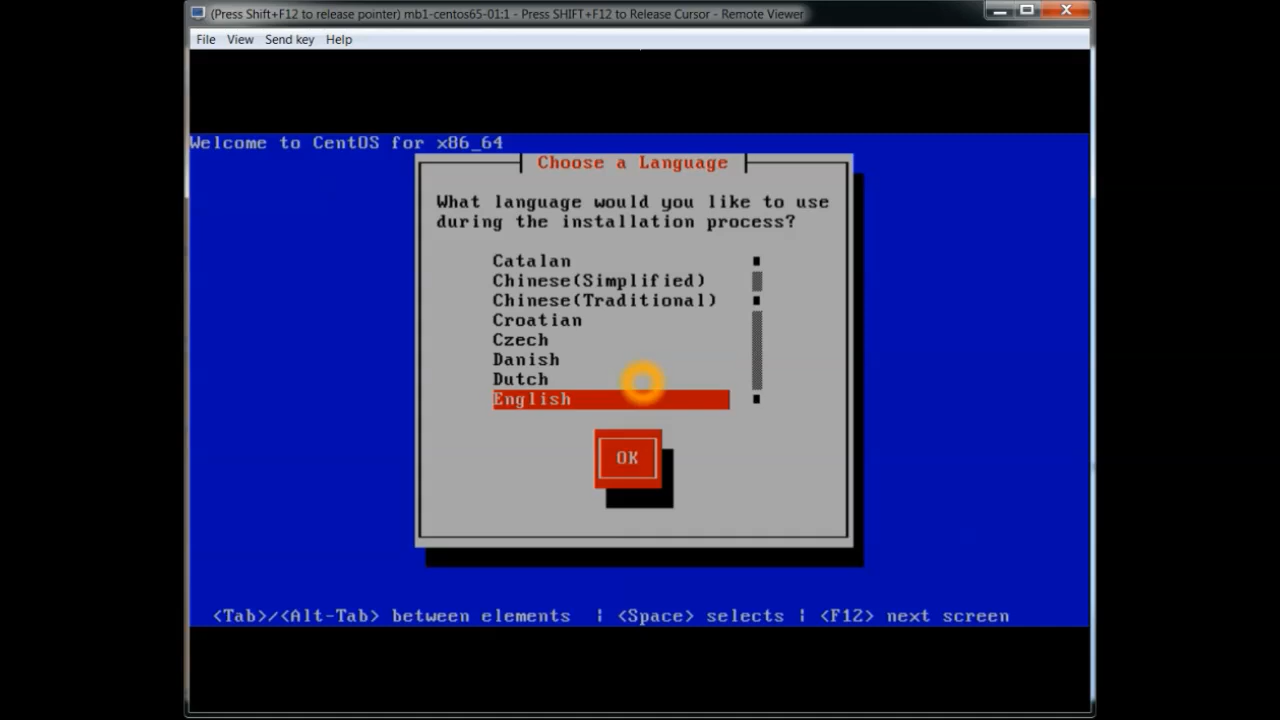 (Press Shift+F12 to release pointer) mb1-centos65-01:1 - Press SHIFT+F12 to Release Cursor - Remote Viewer
File View Send key Help
Welcome to CentOS for x86_64
Choose a Language
What language would you like to use
during the installation process?
Catalan
Chinese(Simplified)
Chinese(Traditional)
Croatian
Czech
Danish
Dutch
English
OK
<Tab>/<Alt-Tab> between elements | <Space> selects | <F12> next screen